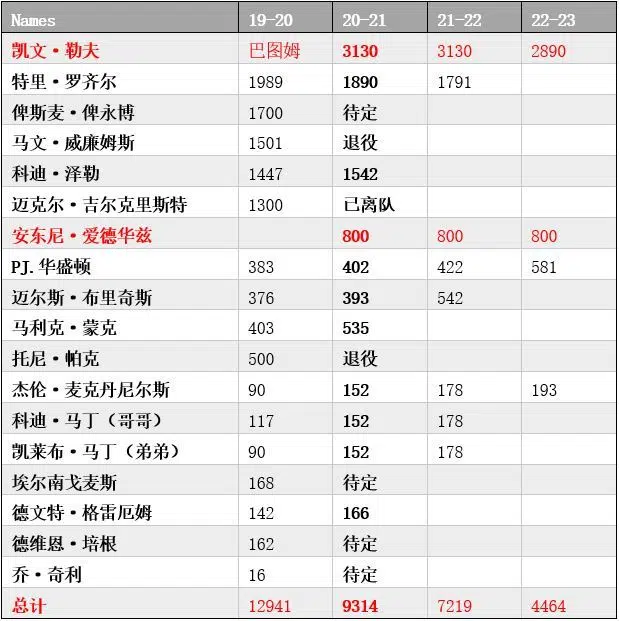 Names 19-20 20-21 21-22 22-23
凯文·勒夫 巴图姆 3130 3130 2890
特里·罗齐尔 1989 1890 1791
俾斯麦·俾永博 1700 待定
马文·威廉姆斯 1501 退役
科迪·泽勒 1447 1542
迈克尔·吉尔克里斯特 1300 已离队
安东尼·爱德华兹 800 800 800
PJ.华盛顿 383 402 422 581
迈尔斯·布里奇斯 376 393 542
马利克·蒙克 403 535
托尼·帕克 500 退役
杰伦·麦克丹尼尔斯 90 152 178 193
科迪·马丁（哥哥） 117 152 178
凯莱布·马丁（弟弟） 90 152 178
埃尔南戈麦斯 168 待定
德文特·格雷厄姆 142 166
德维恩·培根 162 待定
乔·奇利 16 待定
总计 12941 9314 7219 4464